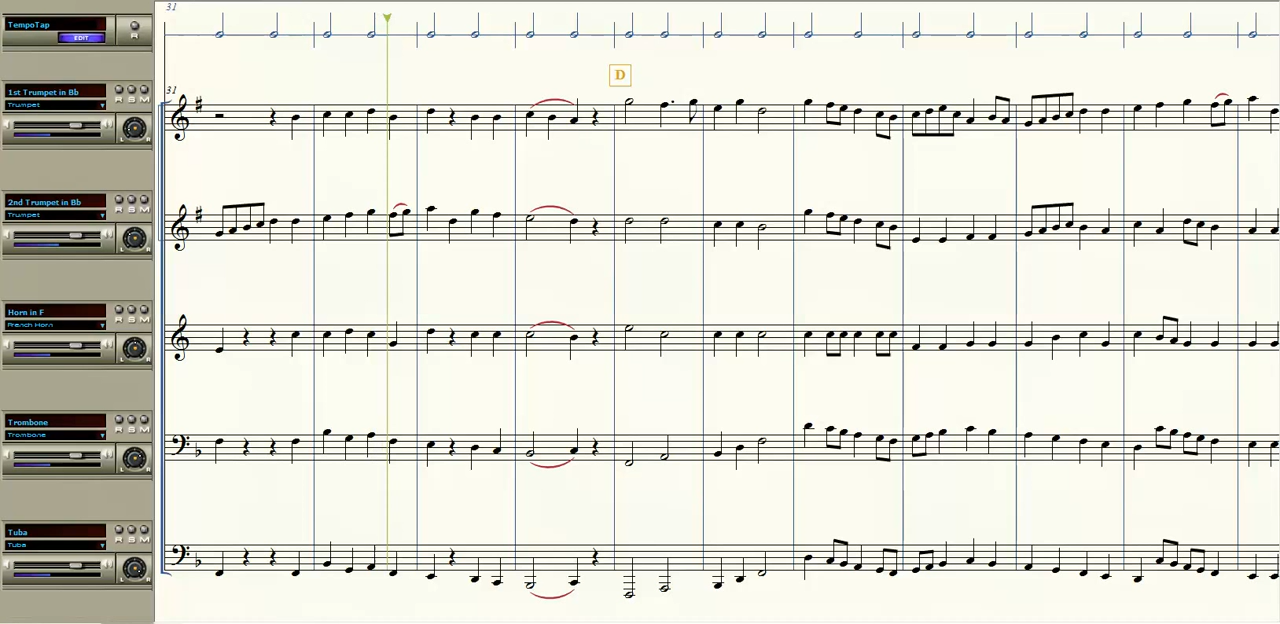 31
TempoTap
EDIT
R
D
31
1st Trumpet in Bb
R S M
Trumpet
L R
2nd Trumpet in Bb
R S M
Trumpet
L R
Horn in F
R S M
French Horn
L R
Trombone
R S M
Trombone
L R
Tuba
R S M
Tuba
L R